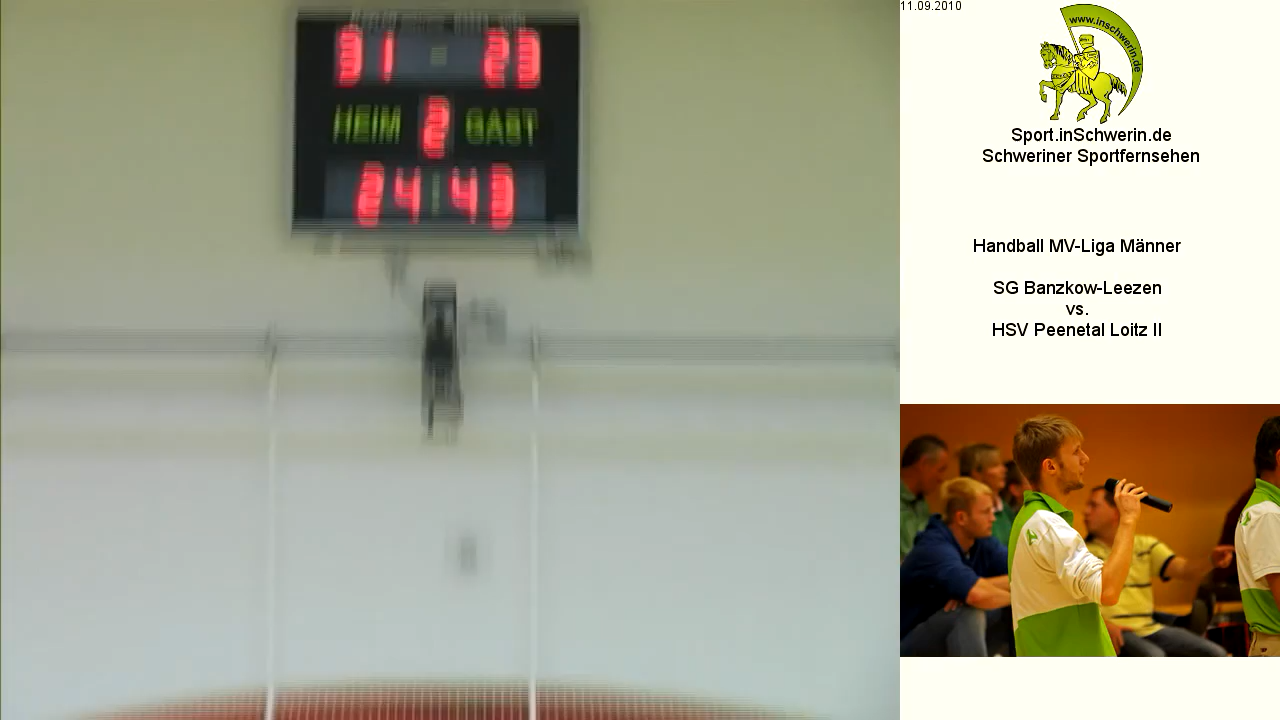 31 23
HEIM 2 GAST
24 43
11.09.2010
www.inschwerin.de
Sport.inSchwerin.de
Schweriner Sportfernsehen
Handball MV-Liga Männer
SG Banzkow-Leezen
vs.
HSV Peenetal Loitz II